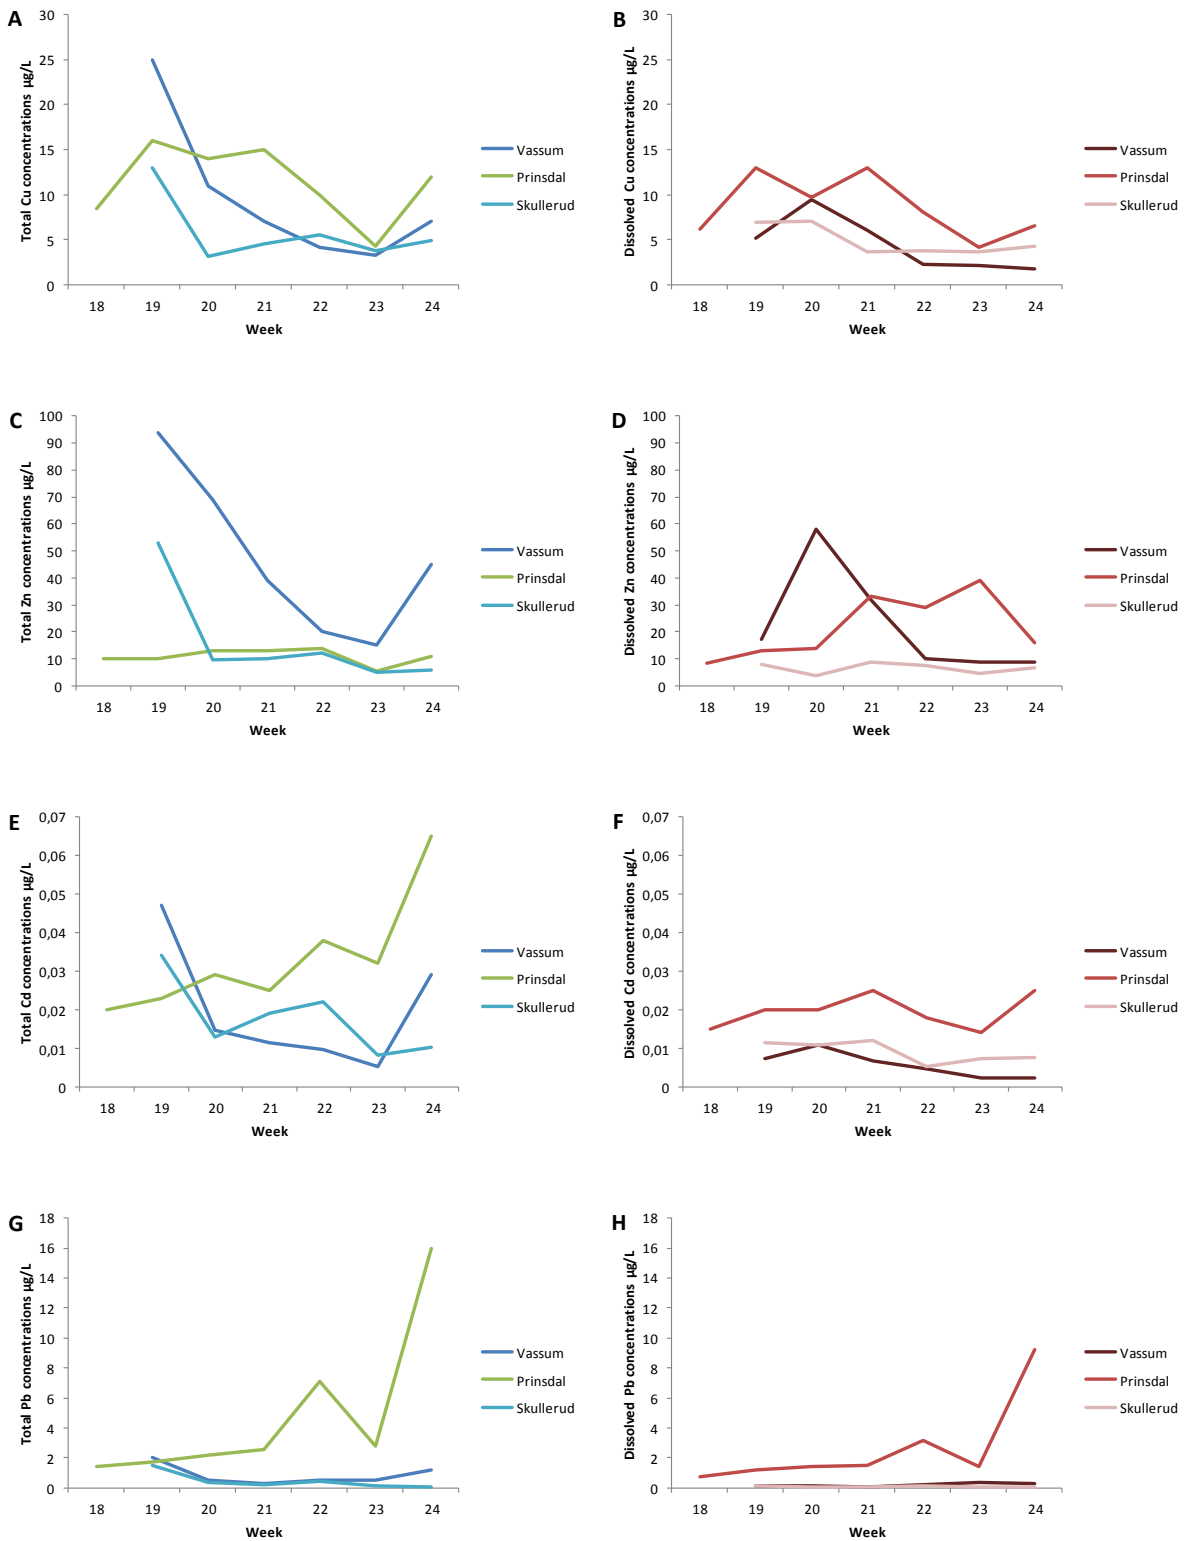 A
Total Cu concentrations µg/L
30
25
20
15
10
5
0
18 19 20 21 22 23 24
Week
Vassum
Prinsdal
Skullerud
B
Dissolved Cu concentrations µg/L
30
25
20
15
10
5
0
18 19 20 21 22 23 24
Week
Vassum
Prinsdal
Skullerud
C
Total Zn concentrations µg/L
100
90
80
70
60
50
40
30
20
10
0
18 19 20 21 22 23 24
Week
Vassum
Prinsdal
Skullerud
D
Dissolved Zn concentrations µg/L
100
90
80
70
60
50
40
30
20
10
0
18 19 20 21 22 23 24
Week
Vassum
Prinsdal
Skullerud
E
Total Cd concentrations µg/L
0,07
0,06
0,05
0,04
0,03
0,02
0,01
0
18 19 20 21 22 23 24
Week
Vassum
Prinsdal
Skullerud
F
Dissolved Cd concentrations µg/L
0,07
0,06
0,05
0,04
0,03
0,02
0,01
0
18 19 20 21 22 23 24
Week
Vassum
Prinsdal
Skullerud
G
Total Pb concentrations µg/L
18
16
14
12
10
8
6
4
2
0
18 19 20 21 22 23 24
Week
Vassum
Prinsdal
Skullerud
H
Dissolved Pb concentrations µg/L
18
16
14
12
10
8
6
4
2
0
18 19 20 21 22 23 24
Week
Vassum
Prinsdal
Skullerud